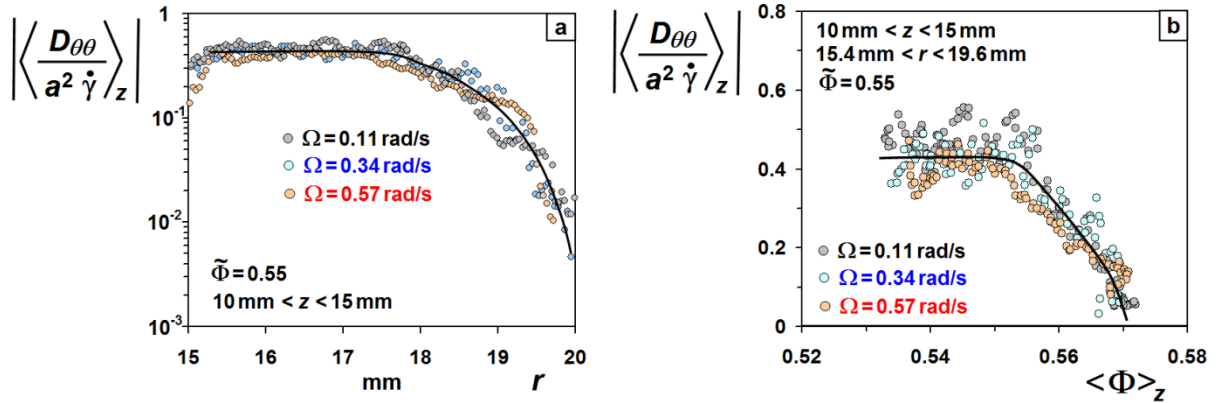 |⟨ Dθθ / a² γ̇ ⟩z|
1
a
10⁻¹
Ω = 0.11 rad/s
Ω = 0.34 rad/s
Ω = 0.57 rad/s
10⁻²
Φ̃ = 0.55
10 mm < z < 15 mm
10⁻³
15 16 17 18 19 20
mm r
|⟨ Dθθ / a² γ̇ ⟩z|
0.8
b
10 mm < z < 15 mm
15.4 mm < r < 19.6 mm
Φ̃ = 0.55
0.6
0.4
0.2
Ω = 0.11 rad/s
Ω = 0.34 rad/s
Ω = 0.57 rad/s
0
0.52 0.54 0.56 0.58
<Φ>z